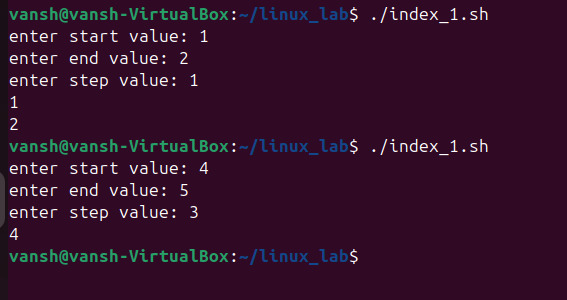 vansh@vansh-VirtualBox:~/linux_lab$ ./index_1.sh
enter start value: 1
enter end value: 2
enter step value: 1
1
2
vansh@vansh-VirtualBox:~/linux_lab$ ./index_1.sh
enter start value: 4
enter end value: 5
enter step value: 3
4
vansh@vansh-VirtualBox:~/linux_lab$